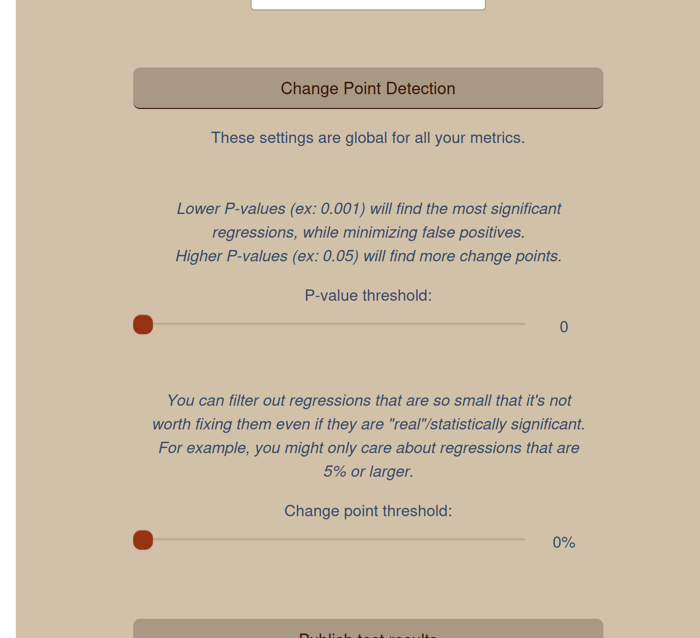 Change Point Detection
These settings are global for all your metrics.
Lower P-values (ex: 0.001) will find the most significant
regressions, while minimizing false positives.
Higher P-values (ex: 0.05) will find more change points.
P-value threshold:
0
You can filter out regressions that are so small that it's not
worth fixing them even if they are "real"/statistically significant.
For example, you might only care about regressions that are
5% or larger.
Change point threshold:
0%
Publish test results